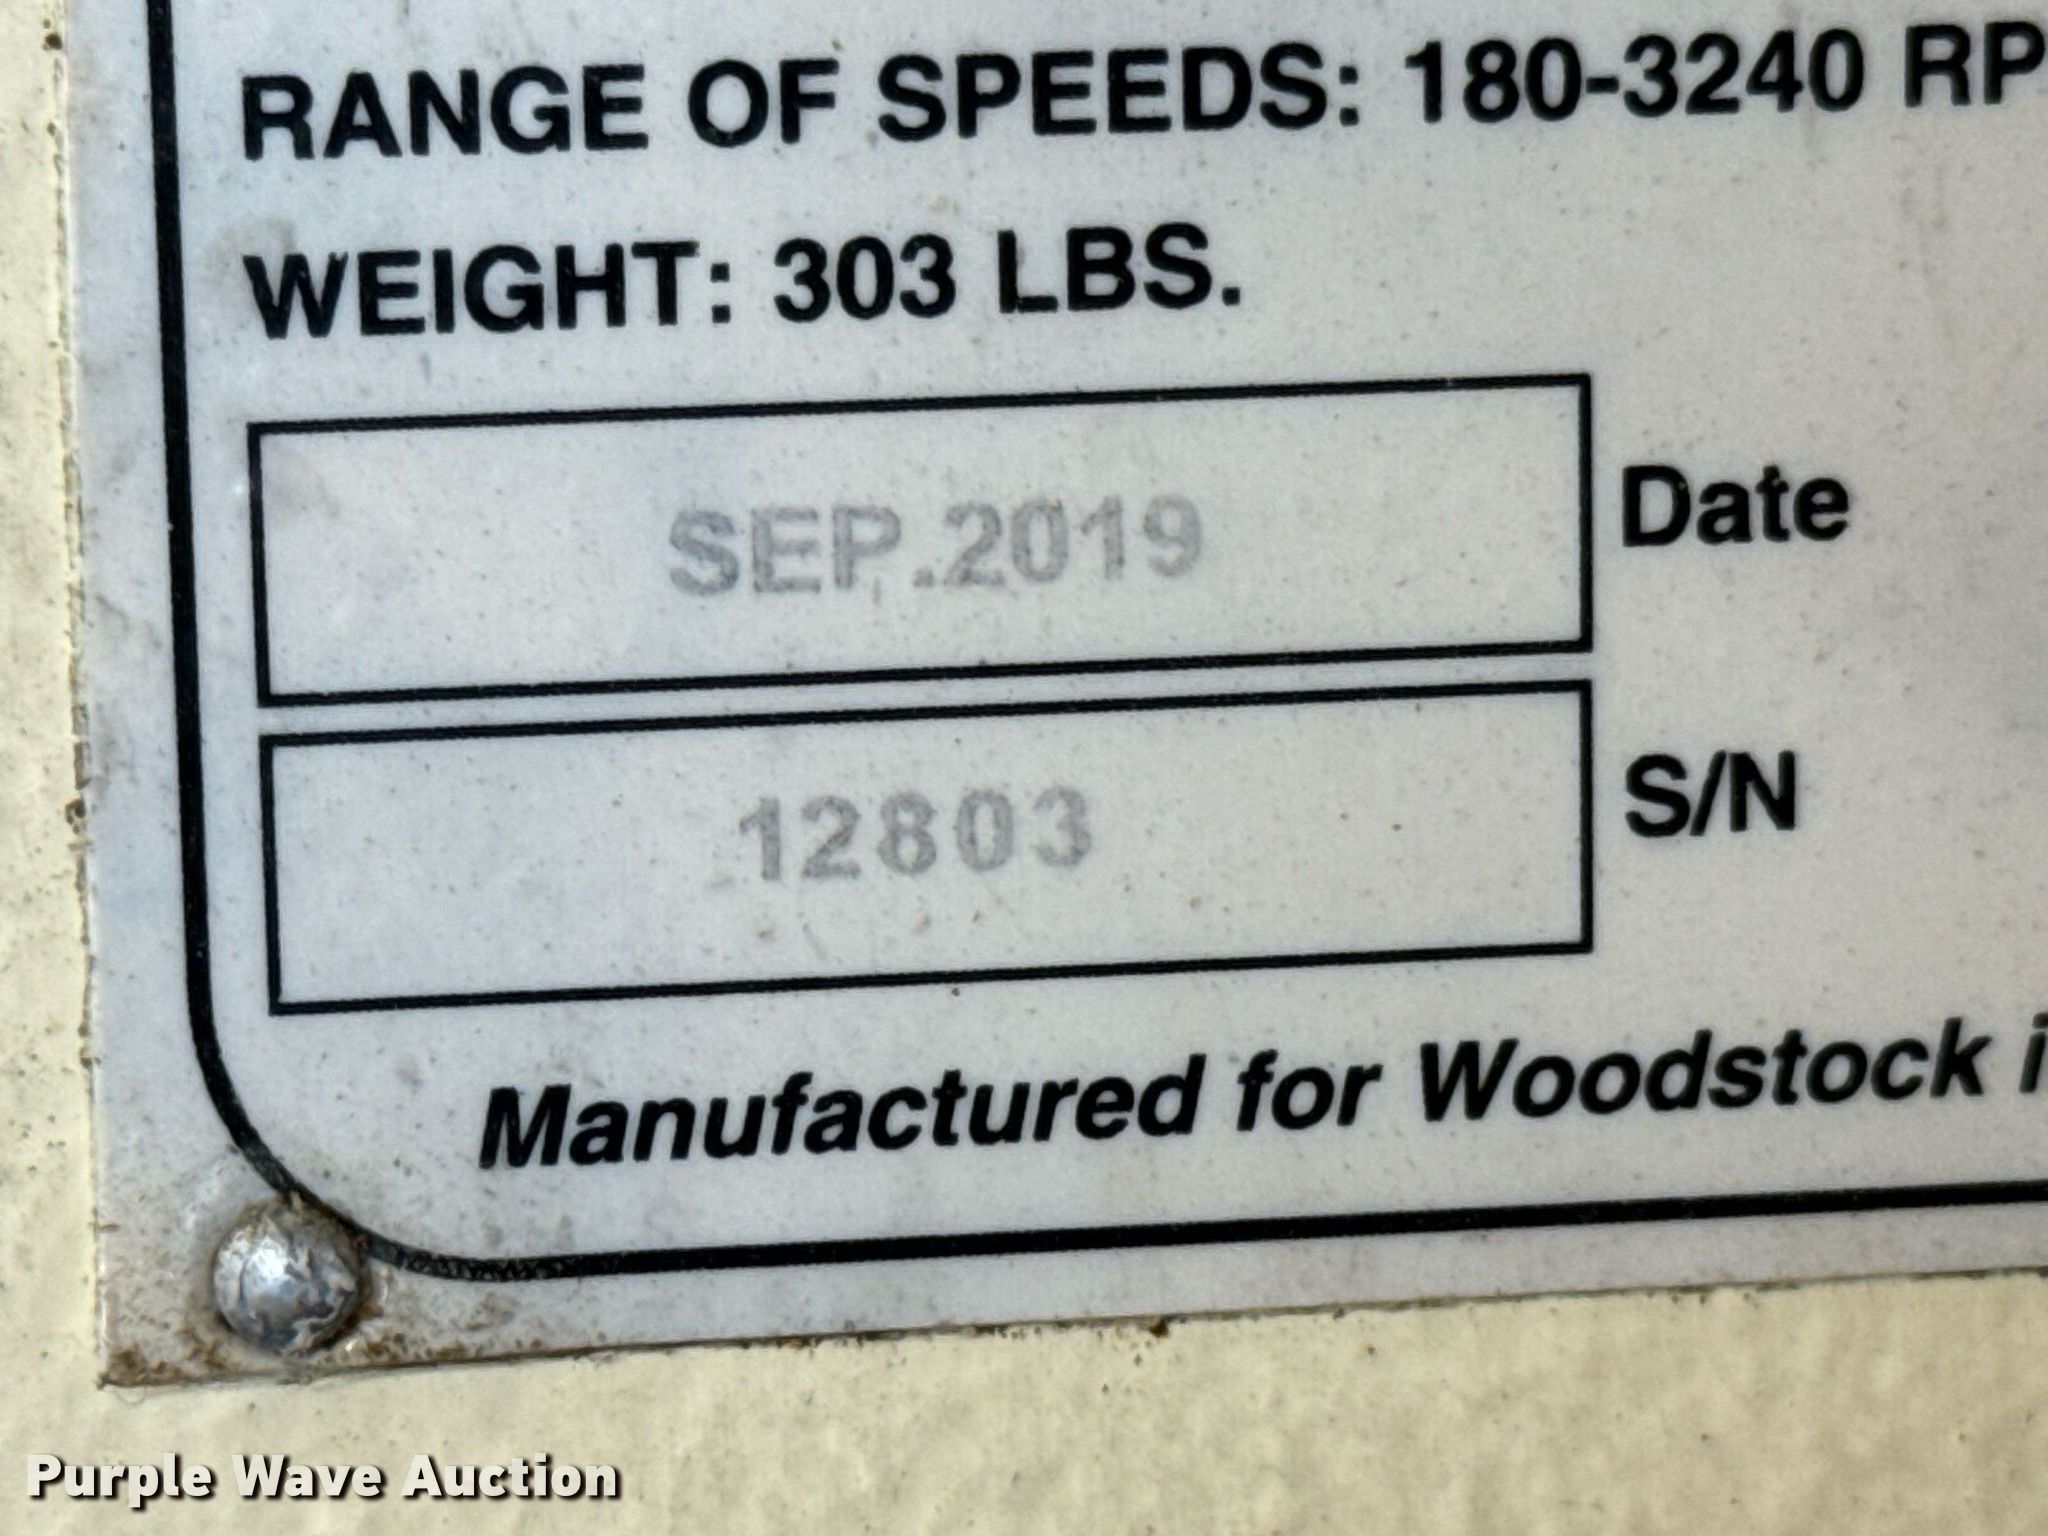 RANGE OF SPEEDS: 180-3240 RP
WEIGHT: 303 LBS.
SEP.2019 Date
12803 S/N
Manufactured for Woodstock i
Purple Wave Auction